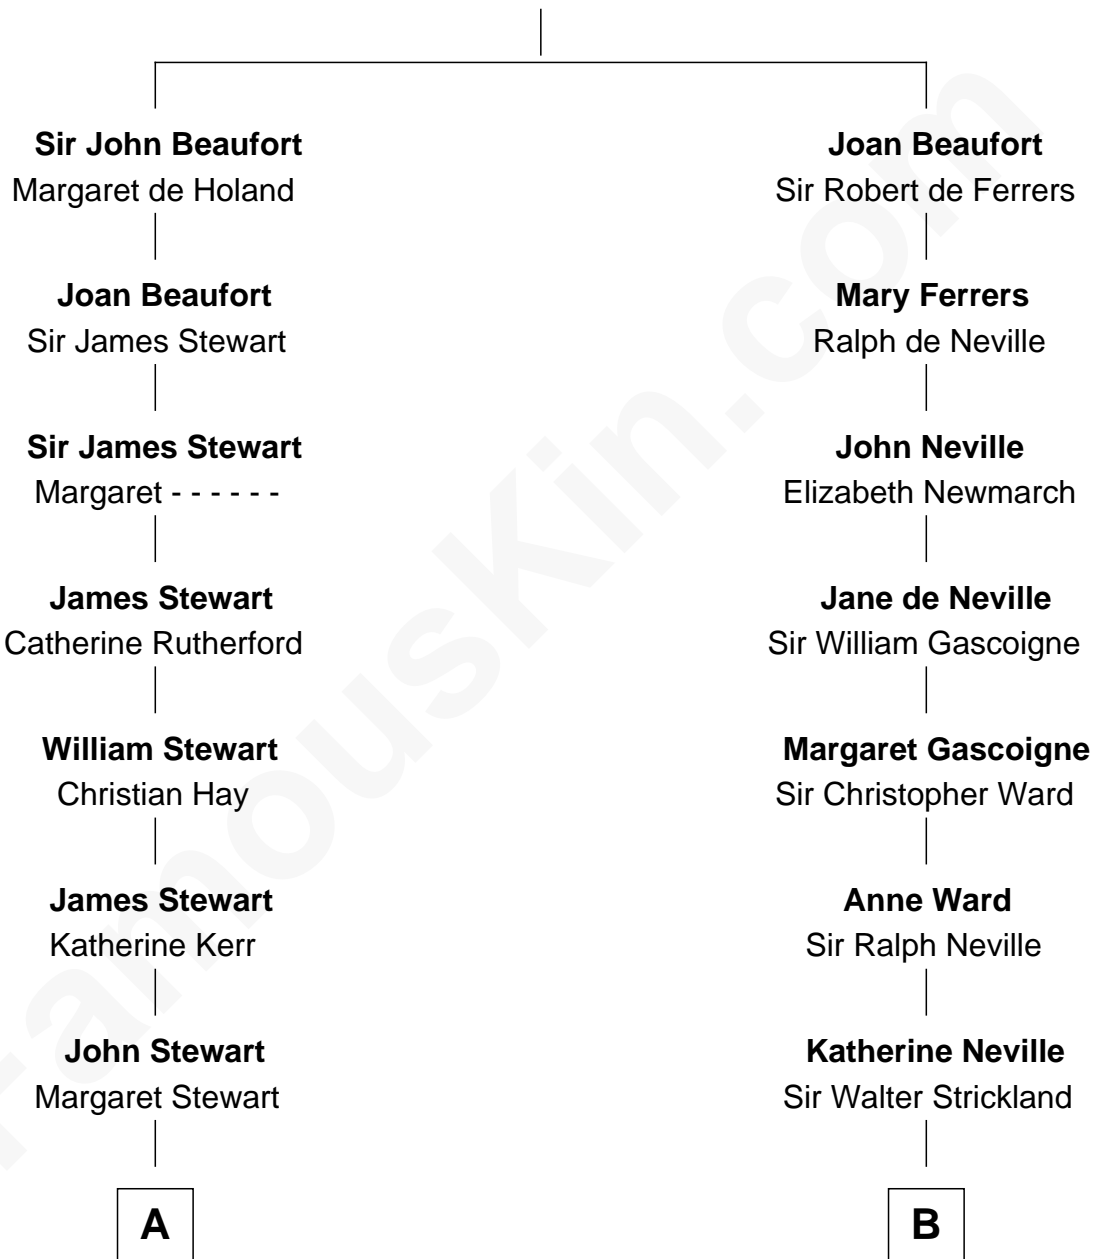 Sir John Beaufort
Margaret de Holand
Joan Beaufort
Sir James Stewart
Sir James Stewart
Margaret - - - - - -
James Stewart
Catherine Rutherford
William Stewart
Christian Hay
James Stewart
Katherine Kerr
John Stewart
Margaret Stewart
A
Joan Beaufort
Sir Robert de Ferrers
Mary Ferrers
Ralph de Neville
John Neville
Elizabeth Newmarch
Jane de Neville
Sir William Gascoigne
Margaret Gascoigne
Sir Christopher Ward
Anne Ward
Sir Ralph Neville
Katherine Neville
Sir Walter Strickland
B
FamousKin.com